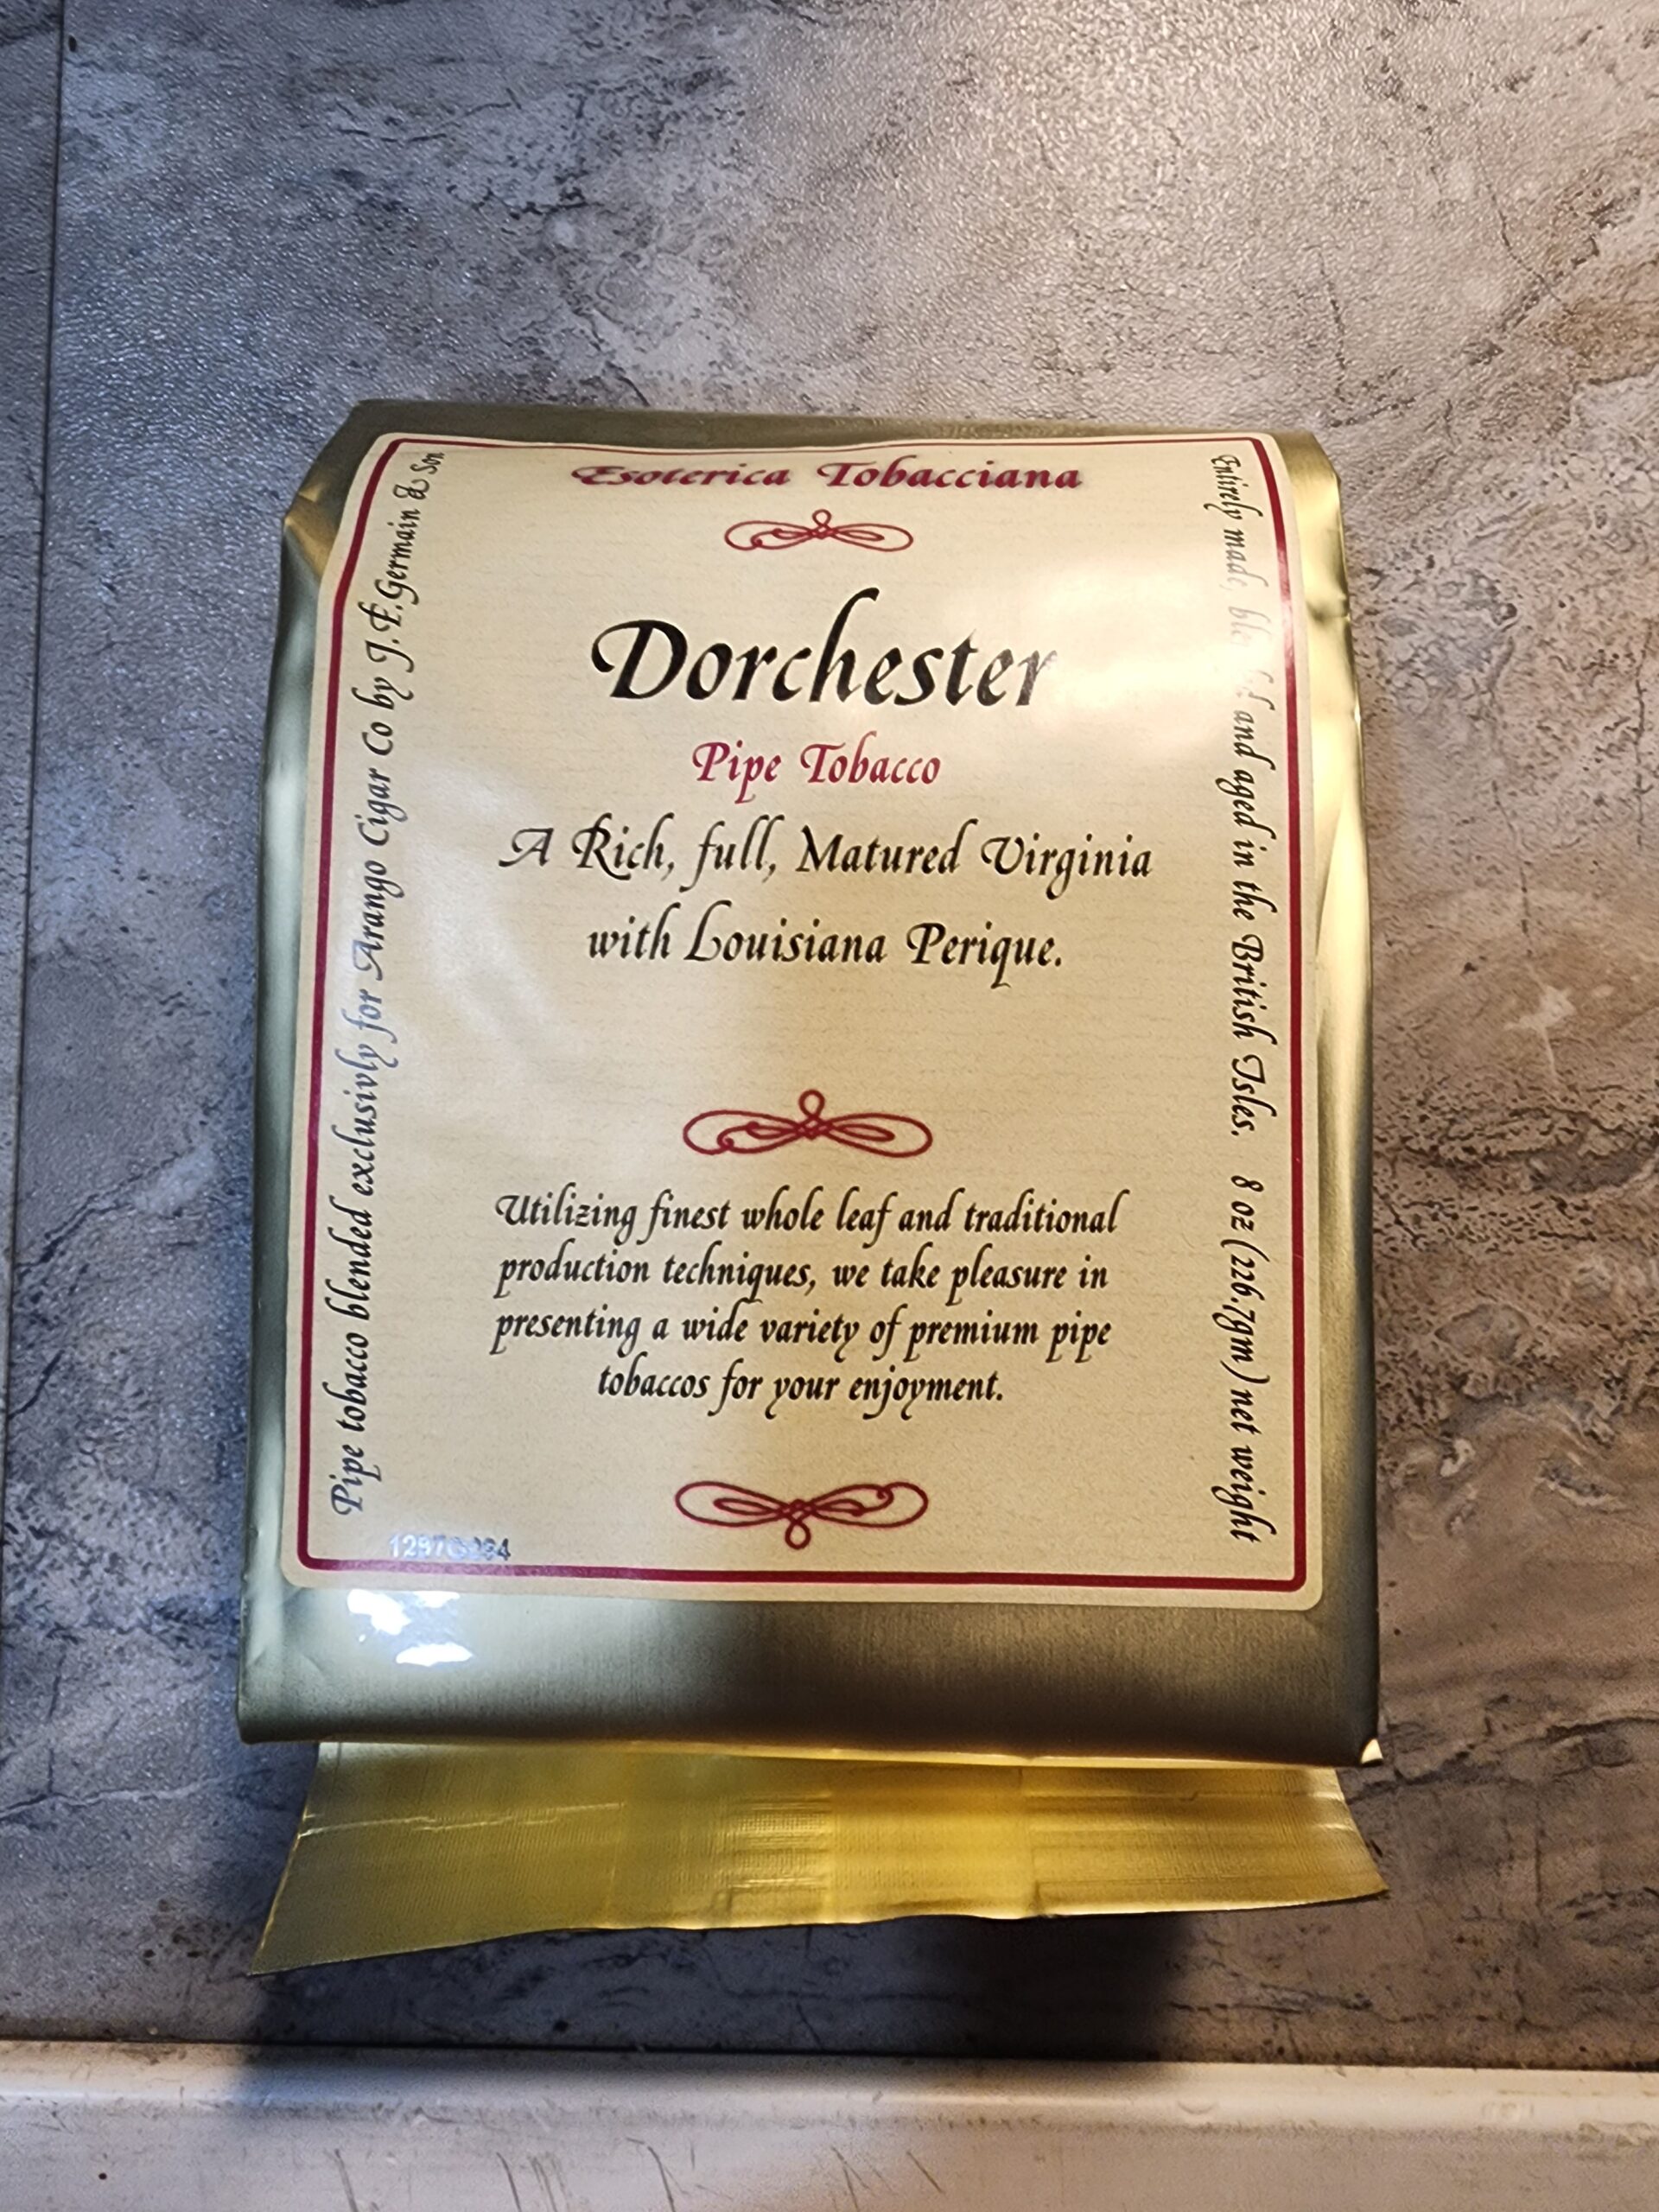 Esoterica Tobacciana
Dorchester
Pipe Tobacco
A Rich, full, Matured Virginia
with Louisiana Perique.
Utilizing finest whole leaf and traditional
production techniques, we take pleasure in
presenting a wide variety of premium pipe
tobaccos for your enjoyment.
Pipe tobacco blended exclusivly for Arango Cigar Co by J.F.Germain & Son
Entirely made, and aged in the British Isles. 8 oz (226.7gm) net weight